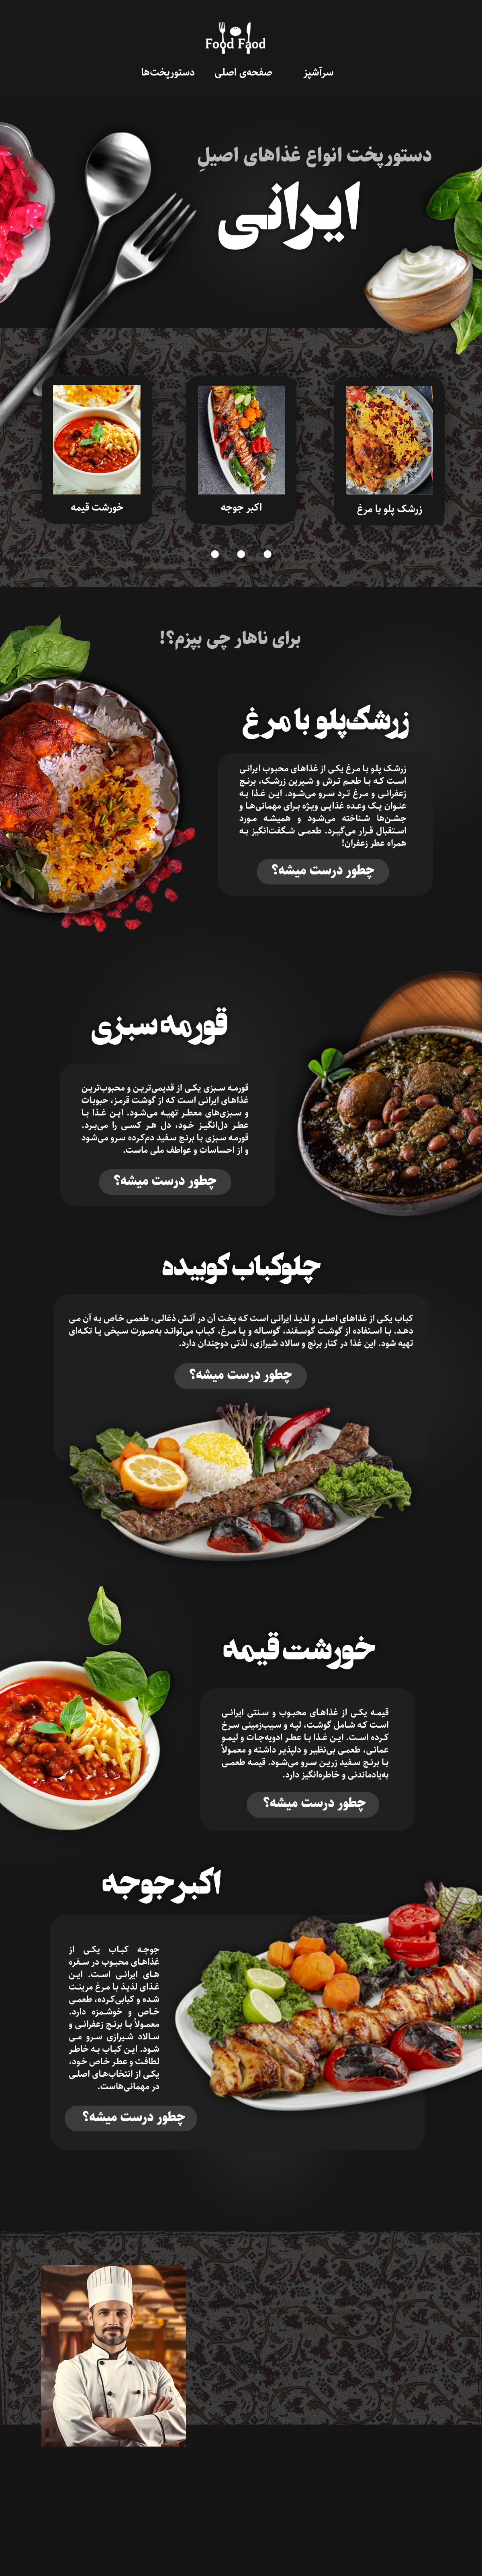 Food Faod
سرآشپز
صفحه‌ی اصلی
دستورپخت‌ها
دستورپخت انواع غذاهای اصیلِ
ایرانی
زرشک پلو با مرغ
اکبر جوجه
خورشت قیمه
برای ناهار چی بپزم؟!
زرشک‌پلو با مرغ
زرشک پلو با مرغ یکی از غذاهای محبوب ایرانی
است که با طعم ترش و شیرین زرشک، برنج
زعفرانی و مرغ ترد سرو می‌شود. این غذا به
عنوان یک وعده غذایی ویژه برای مهمانی‌ها و
جشن‌ها شناخته می‌شود و همیشه مورد
استقبال قرار می‌گیرد. طعمی شگفت‌انگیز به
همراه عطر زعفران!
چطور درست میشه؟
قورمه سبزی
قورمه سبزی یکی از قدیمی‌ترین و محبوب‌ترین
غذاهای ایرانی است که از گوشت قرمز، حبوبات
و سبزی‌های معطر تهیه می‌شود. این غذا با
عطر دل‌انگیز خود، دل هر کسی را می‌برد.
قورمه سبزی با برنج سفید دم‌کرده سرو می‌شود
و از احساسات و عواطف ملی ماست.
چطور درست میشه؟
چلوکباب کوبیده
کباب یکی از غذاهای اصلی و لذیذ ایرانی است که پخت آن در آتش ذغالی، طعمی خاص به آن می
دهد. با استفاده از گوشت گوسفند، گوساله و یا مرغ، کباب می‌تواند به‌صورت سیخی یا تکه‌ای
تهیه شود. این غذا در کنار برنج و سالاد شیرازی، لذتی دوچندان دارد.
چطور درست میشه؟
خورشت قیمه
قیمه یکی از غذاهای محبوب و سنتی ایرانی
است که شامل گوشت، لپه و سیب‌زمینی سرخ
کرده است. این غذا با عطر ادویه‌جات و لیمو
عمانی، طعمی بی‌نظیر و دلپذیر داشته و معمولاً
با برنج سفید زرین سرو می‌شود. قیمه طعمی
به‌یادماندنی و خاطره‌انگیز دارد.
چطور درست میشه؟
اکبرجوجه
جوجه کباب یکی از
غذاهای محبوب در سفره
های ایرانی است. این
غذای لذیذ با مرغ مرینت
شده و کبابی‌کرده، طعمی
خاص و خوشمزه دارد.
معمولاً با برنج زعفرانی و
سالاد شیرازی سرو می
شود. این کباب به خاطر
لطافت و عطر خاص خود،
یکی از انتخاب‌های اصلی
در مهمانی‌هاست.
چطور درست میشه؟